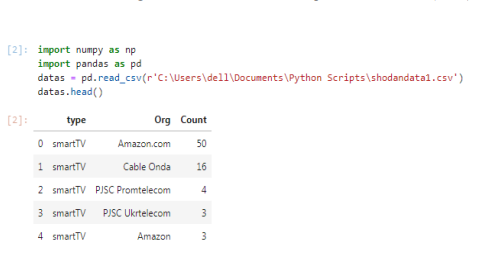 [2]: import numpy as np
import pandas as pd
datas = pd.read_csv(r'C:\Users\dell\Documents\Python Scripts\shodandata1.csv')
datas.head()
[2]: type Org Count
0 smartTV Amazon.com 50
1 smartTV Cable Onda 16
2 smartTV PJSC Promtelecom 4
3 smartTV PJSC Ukrtelecom 3
4 smartTV Amazon 3